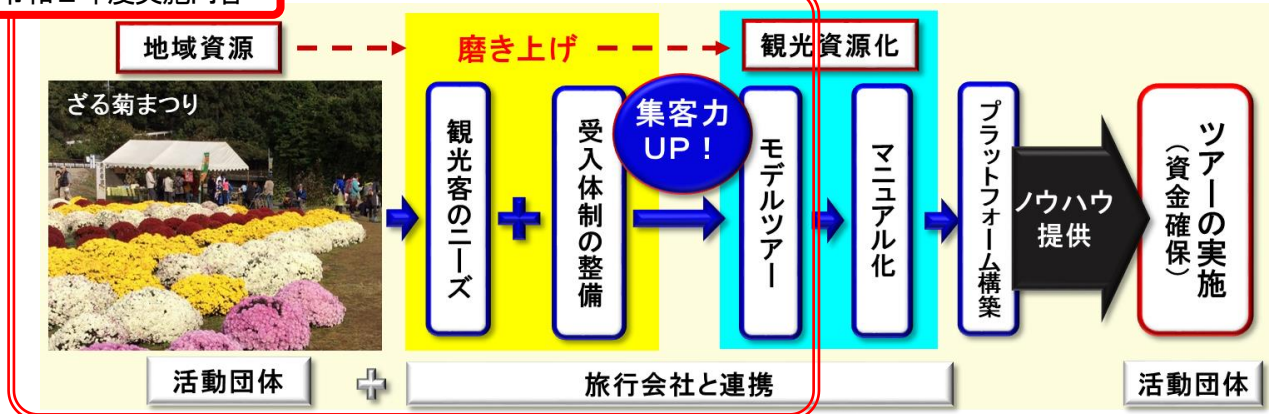 令和2年度実施内容
地域資源
磨き上げ
観光資源化
ざる菊まつり
観光客のニーズ
受入体制の整備
集客力
UP！
モデルツアー
マニュアル化
プラットフォーム構築
ノウハウ
提供
ツアーの実施
（資金確保）
活動団体
旅行会社と連携
活動団体